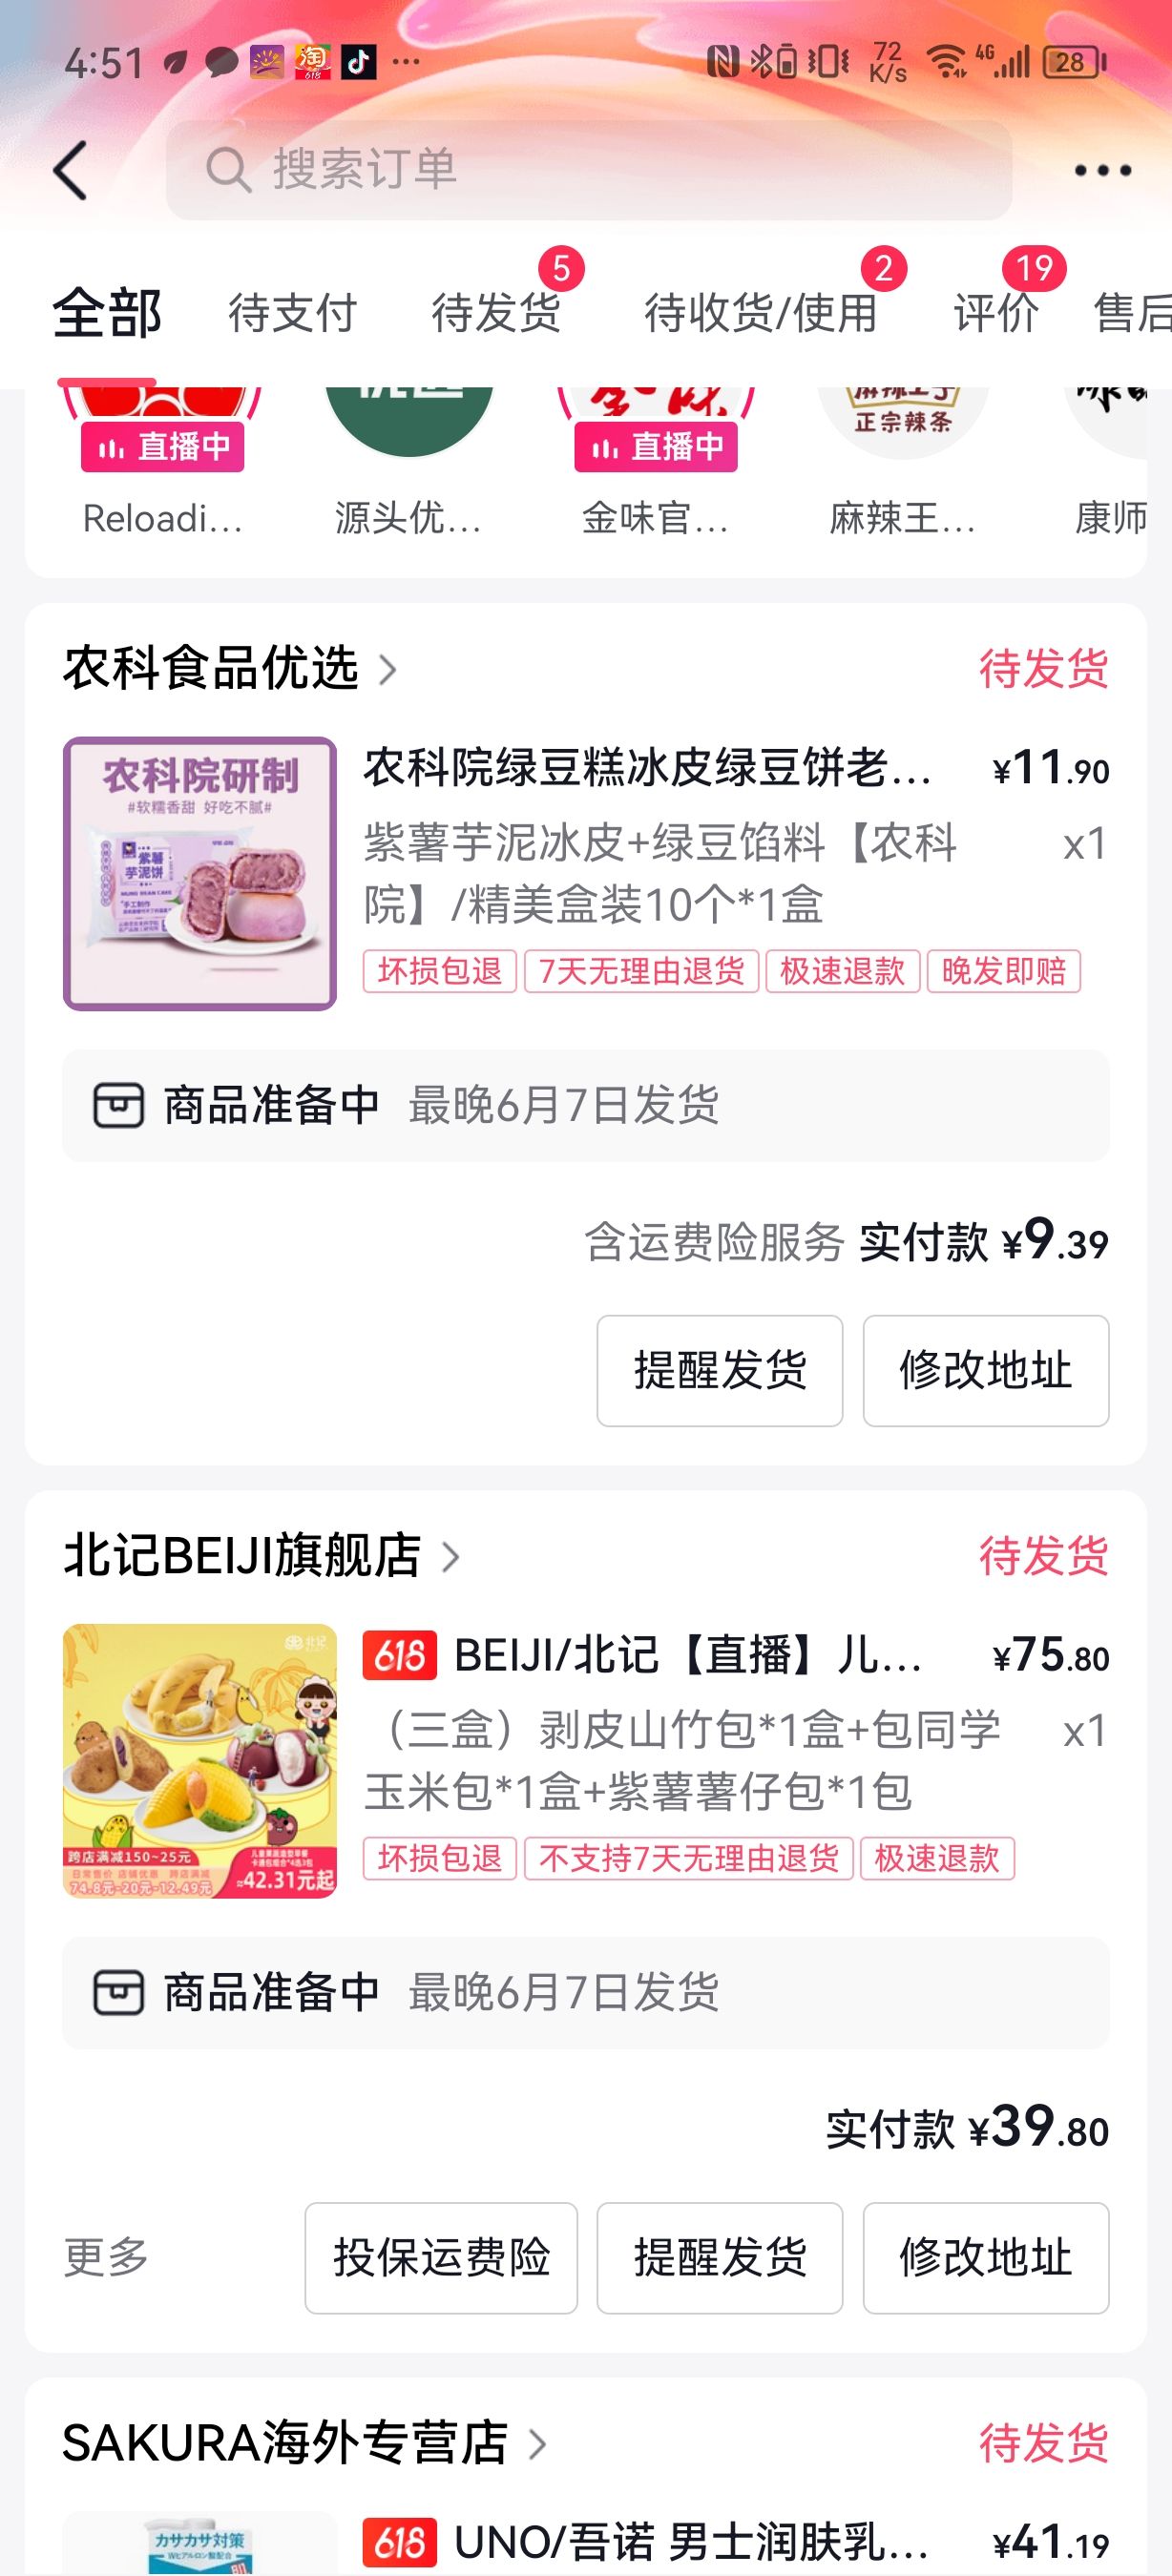 4:51
淘
618
72
K/s
4G
28
搜索订单
全部
待支付
待发货
5
待收货/使用
2
评价
19
售后
直播中
直播中
正宗辣条
Reloadi...
源头优...
金味官...
麻辣王...
康师
农科食品优选
待发货
农科院研制
#软糯香甜 好吃不腻#
紫薯
芋泥饼
农科院绿豆糕冰皮绿豆饼老...
¥11.90
紫薯芋泥冰皮+绿豆馅料【农科
院】/精美盒装10个*1盒
x1
坏损包退
7天无理由退货
极速退款
晚发即赔
商品准备中 最晚6月7日发货
含运费险服务 实付款 ¥9.39
提醒发货
修改地址
北记BEIJI旗舰店
待发货
北记
跨店满减150~25元
日常售价 店铺优惠 跨店满减
74.8元-20元-12.49元
≈42.31元起
618 BEIJI/北记【直播】儿...
¥75.80
（三盒）剥皮山竹包*1盒+包同学
玉米包*1盒+紫薯薯仔包*1包
x1
坏损包退
不支持7天无理由退货
极速退款
商品准备中 最晚6月7日发货
实付款 ¥39.80
更多
投保运费险
提醒发货
修改地址
SAKURA海外专营店
待发货
カサカサ対策
618 UNO/吾诺 男士润肤乳...
¥41.19